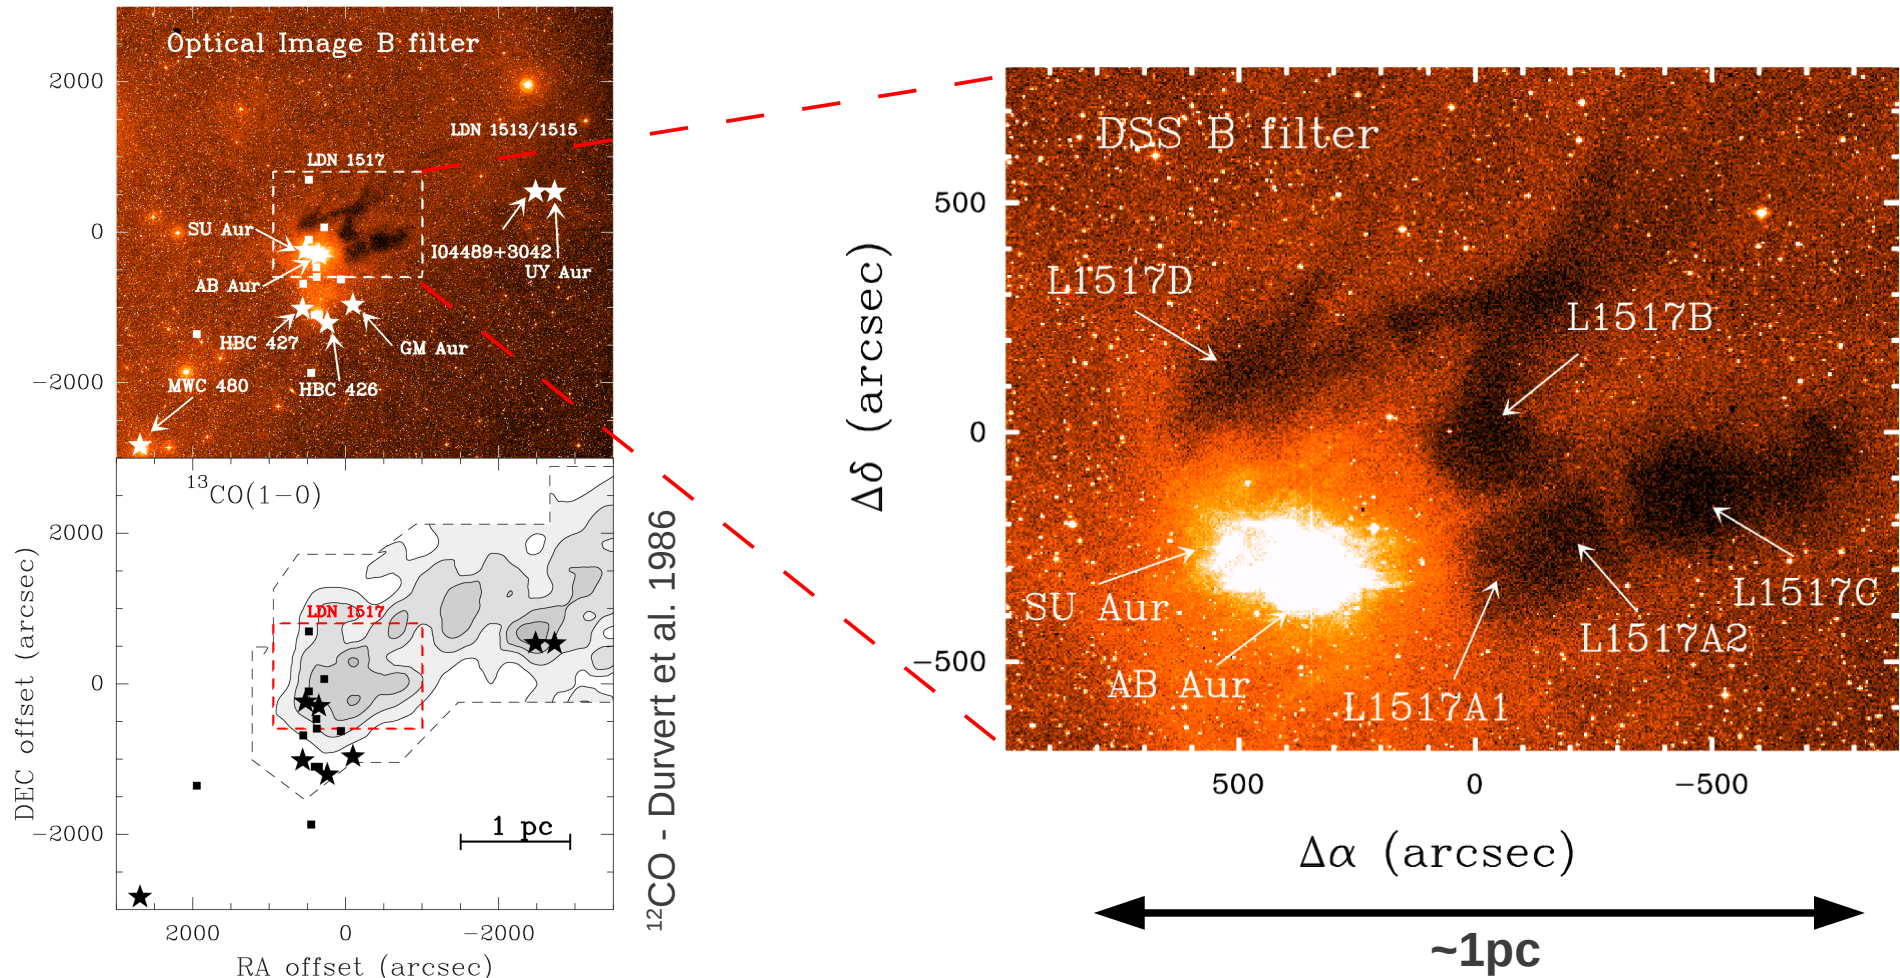 Optical Image B filter
2000
0
−2000
LDN 1513/1515
LDN 1517
SU Aur
I04489+3042
UY Aur
AB Aur
HBC 427
GM Aur
MWC 480
HBC 426
¹³CO(1−0)
2000
0
−2000
DEC offset (arcsec)
LDN 1517
1 pc
2000
0
−2000
RA offset (arcsec)
¹²CO - Durvert et al. 1986
DSS B filter
500
0
−500
Δδ (arcsec)
L1517D
L1517B
SU Aur
L1517C
L1517A2
AB Aur
L1517A1
500
0
−500
Δα (arcsec)
~1pc